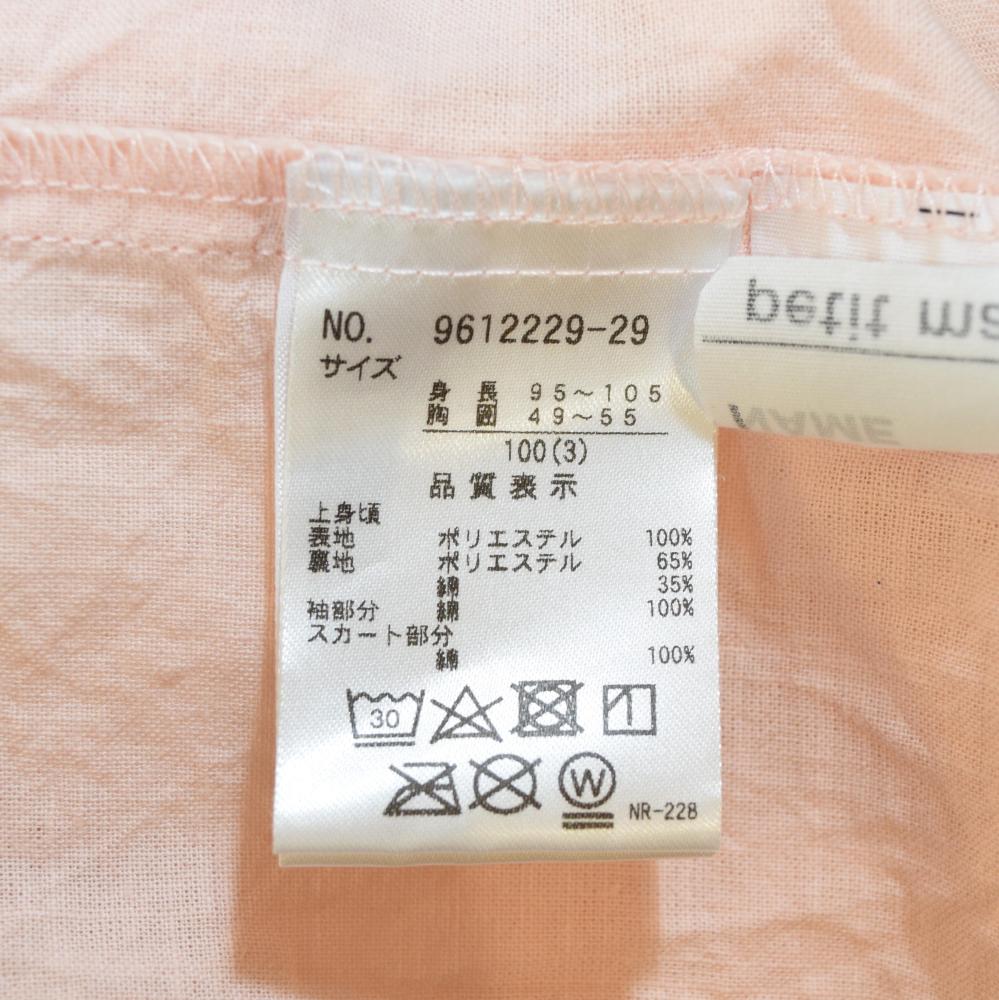 NO. 9612229-29
サイズ
身長 95～105
胸囲 49～55
100(3)
品質表示
上身頃
表地 ポリエステル 100%
裏地 ポリエステル 65%
綿 35%
袖部分 綿 100%
スカート部分
綿 100%
30
W
NR-228
petit ma
NAME